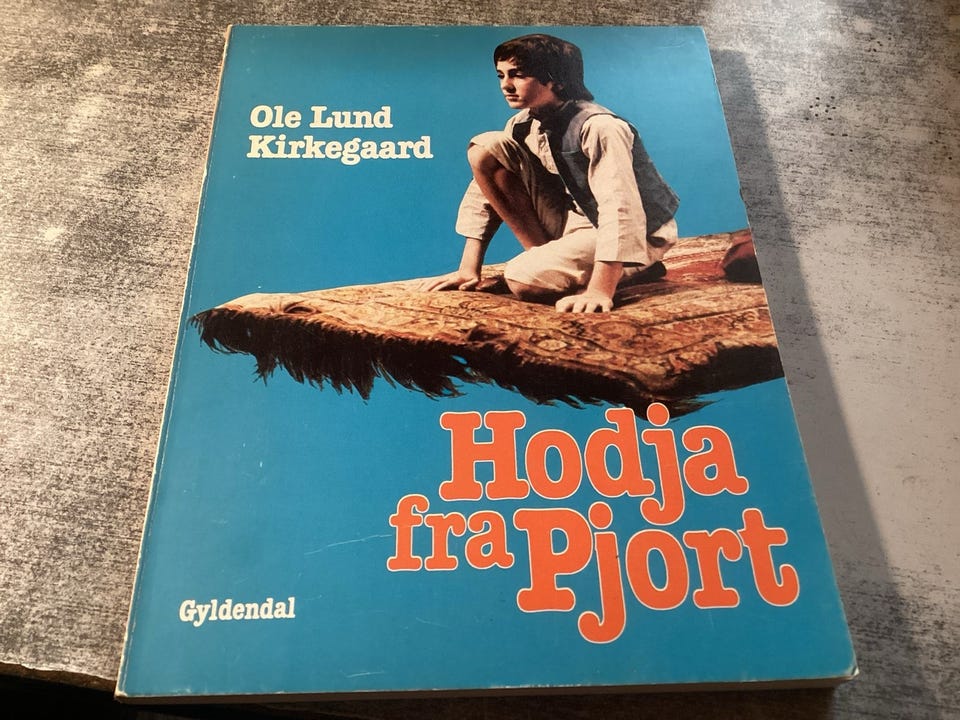 Ole Lund
Kirkegaard
Hodja
fra Pjort
Gyldendal